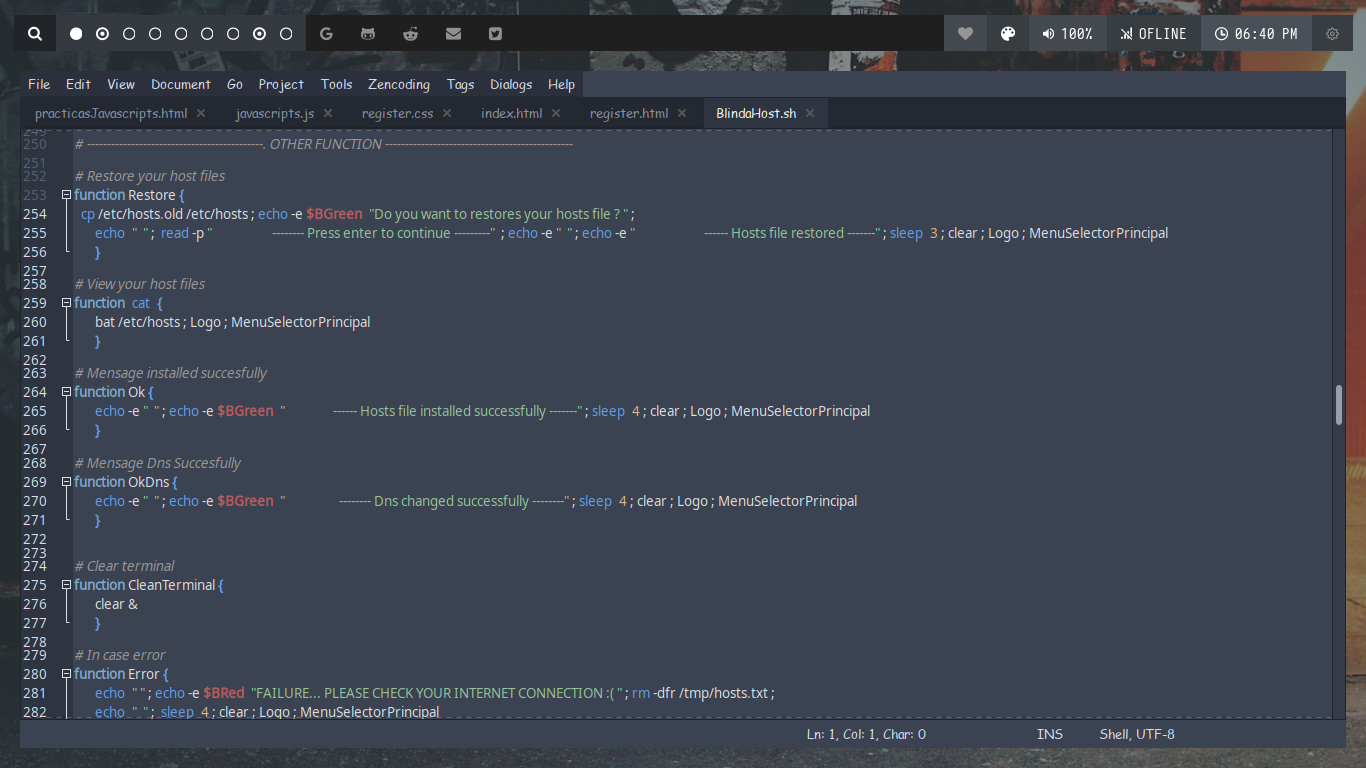 100% OFLINE 06:40 PM
File Edit View Document Go Project Tools Zencoding Tags Dialogs Help
practicasJavascripts.html javascripts.js register.css index.html register.html BlindaHost.sh
249
250 # --------------------------------------------. OTHER FUNCTION -----------------------------------------------
251
252 # Restore your host files
253 function Restore {
254 cp /etc/hosts.old /etc/hosts ; echo -e $BGreen "Do you want to restores your hosts file ? " ;
255 echo " " ; read -p " -------- Press enter to continue ---------" ; echo -e " " ; echo -e " ------ Hosts file restored -------" ; sleep 3 ; clear ; Logo ; MenuSelectorPrincipal
256 }
257
258 # View your host files
259 function cat {
260 bat /etc/hosts ; Logo ; MenuSelectorPrincipal
261 }
262
263 # Mensage installed succesfully
264 function Ok {
265 echo -e " " ; echo -e $BGreen " ------ Hosts file installed successfully -------" ; sleep 4 ; clear ; Logo ; MenuSelectorPrincipal
266 }
267
268 # Mensage Dns Succesfully
269 function OkDns {
270 echo -e " " ; echo -e $BGreen " -------- Dns changed successfully --------" ; sleep 4 ; clear ; Logo ; MenuSelectorPrincipal
271 }
272
273
274 # Clear terminal
275 function CleanTerminal {
276 clear &
277 }
278
279 # In case error
280 function Error {
281 echo " " ; echo -e $BRed "FAILURE... PLEASE CHECK YOUR INTERNET CONNECTION :( " ; rm -dfr /tmp/hosts.txt ;
282 echo " " ; sleep 4 ; clear ; Logo ; MenuSelectorPrincipal
Ln: 1, Col: 1, Char: 0 INS Shell, UTF-8